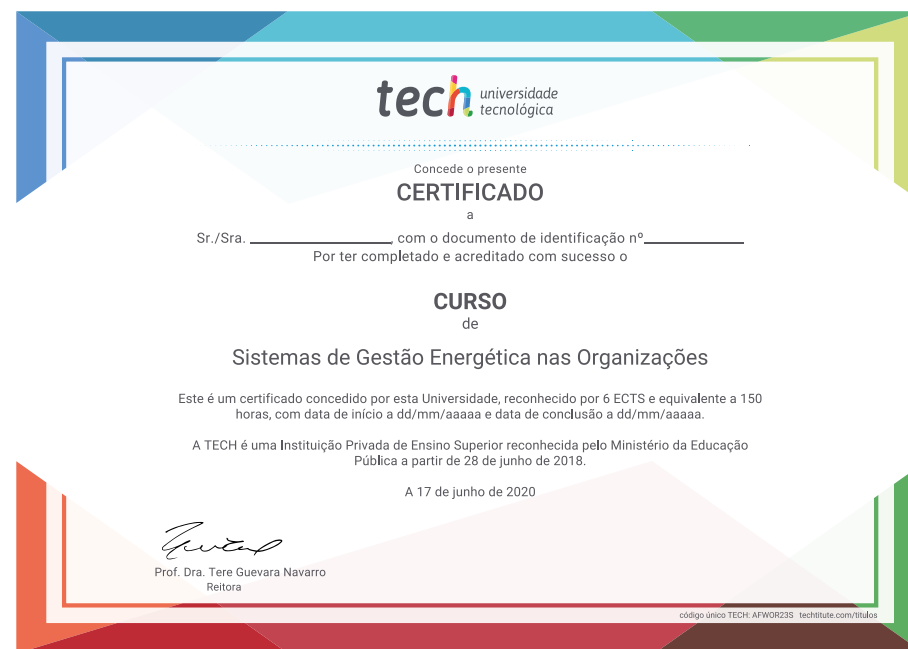 tech universidade
tecnológica
Concede o presente
CERTIFICADO
a
Sr./Sra. ____________________, com o documento de identificação nº______________
Por ter completado e acreditado com sucesso o
CURSO
de
Sistemas de Gestão Energética nas Organizações
Este é um certificado concedido por esta Universidade, reconhecido por 6 ECTS e equivalente a 150
horas, com data de início a dd/mm/aaaaa e data de conclusão a dd/mm/aaaaa.
A TECH é uma Instituição Privada de Ensino Superior reconhecida pelo Ministério da Educação
Pública a partir de 28 de junho de 2018.
A 17 de junho de 2020
Prof. Dra. Tere Guevara Navarro
Reitora
código único TECH: AFWOR23S techtitute.com/titulos